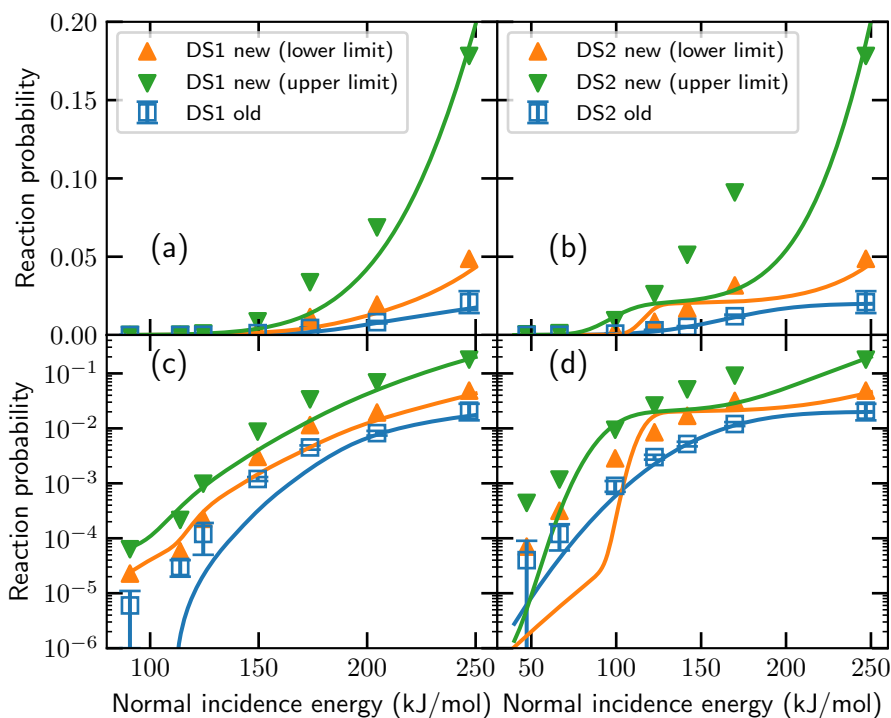 0.20
0.15
0.10
0.05
0.00
Reaction probability
DS1 new (lower limit)
DS1 new (upper limit)
DS1 old
(a)
DS2 new (lower limit)
DS2 new (upper limit)
DS2 old
(b)
10⁻¹
10⁻²
10⁻³
10⁻⁴
10⁻⁵
10⁻⁶
Reaction probability
(c)
(d)
100 150 200 250
50 100 150 200 250
Normal incidence energy (kJ/mol)
Normal incidence energy (kJ/mol)